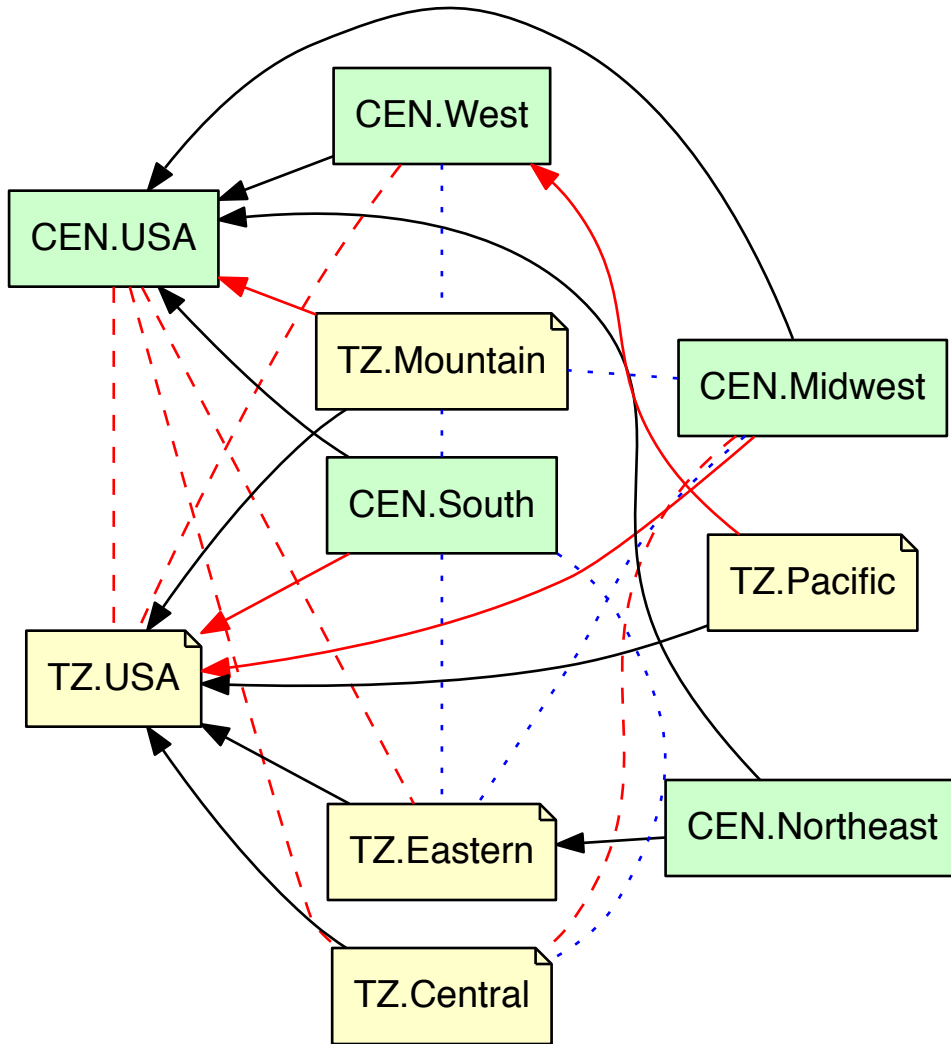 CEN.West
CEN.USA
TZ.Mountain
CEN.Midwest
CEN.South
TZ.Pacific
TZ.USA
TZ.Eastern
CEN.Northeast
TZ.Central